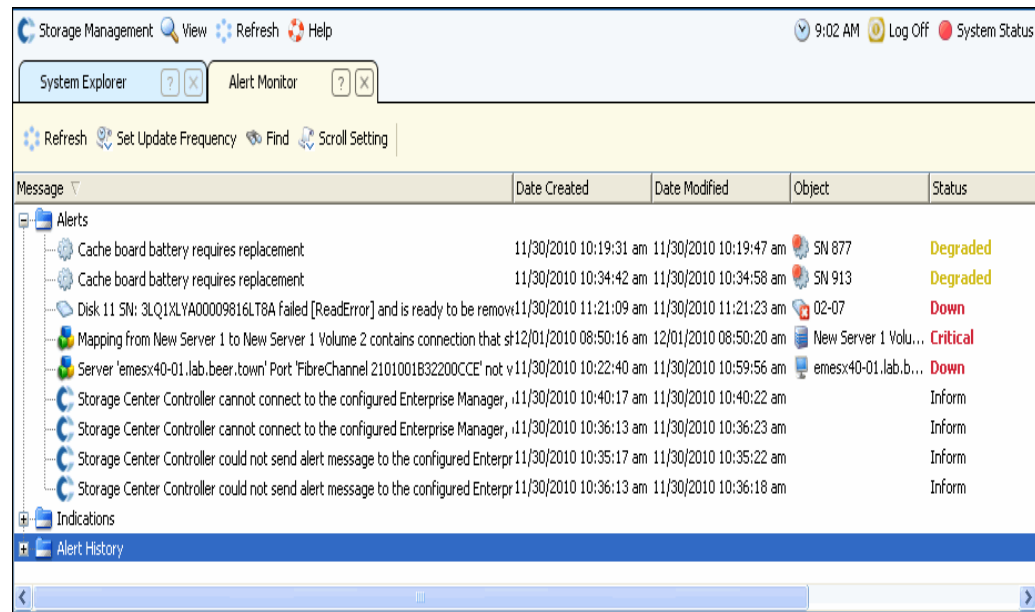 Storage Management View Refresh Help 9:02 AM Log Off System Status
System Explorer ? X Alert Monitor ? X
Refresh Set Update Frequency Find Scroll Setting
Message Date Created Date Modified Object Status
Alerts
Cache board battery requires replacement 11/30/2010 10:19:31 am 11/30/2010 10:19:47 am SN 877 Degraded
Cache board battery requires replacement 11/30/2010 10:34:42 am 11/30/2010 10:34:58 am SN 913 Degraded
Disk 11 SN: 3LQ1XLYA00009816LT8A failed [ReadError] and is ready to be remove 11/30/2010 11:21:09 am 11/30/2010 11:21:23 am 02-07 Down
Mapping from New Server 1 to New Server 1 Volume 2 contains connection that sh 12/01/2010 08:50:16 am 12/01/2010 08:50:20 am New Server 1 Volu... Critical
Server 'emesx40-01.lab.beer.town' Port 'FibreChannel 2101001B32200CCE' not v 11/30/2010 10:22:40 am 11/30/2010 10:59:56 am emesx40-01.lab.b... Down
Storage Center Controller cannot connect to the configured Enterprise Manager, 11/30/2010 10:40:17 am 11/30/2010 10:40:22 am Inform
Storage Center Controller cannot connect to the configured Enterprise Manager, 11/30/2010 10:36:13 am 11/30/2010 10:36:23 am Inform
Storage Center Controller could not send alert message to the configured Enterpr 11/30/2010 10:35:17 am 11/30/2010 10:35:22 am Inform
Storage Center Controller could not send alert message to the configured Enterpr 11/30/2010 10:36:13 am 11/30/2010 10:36:18 am Inform
Indications
Alert History